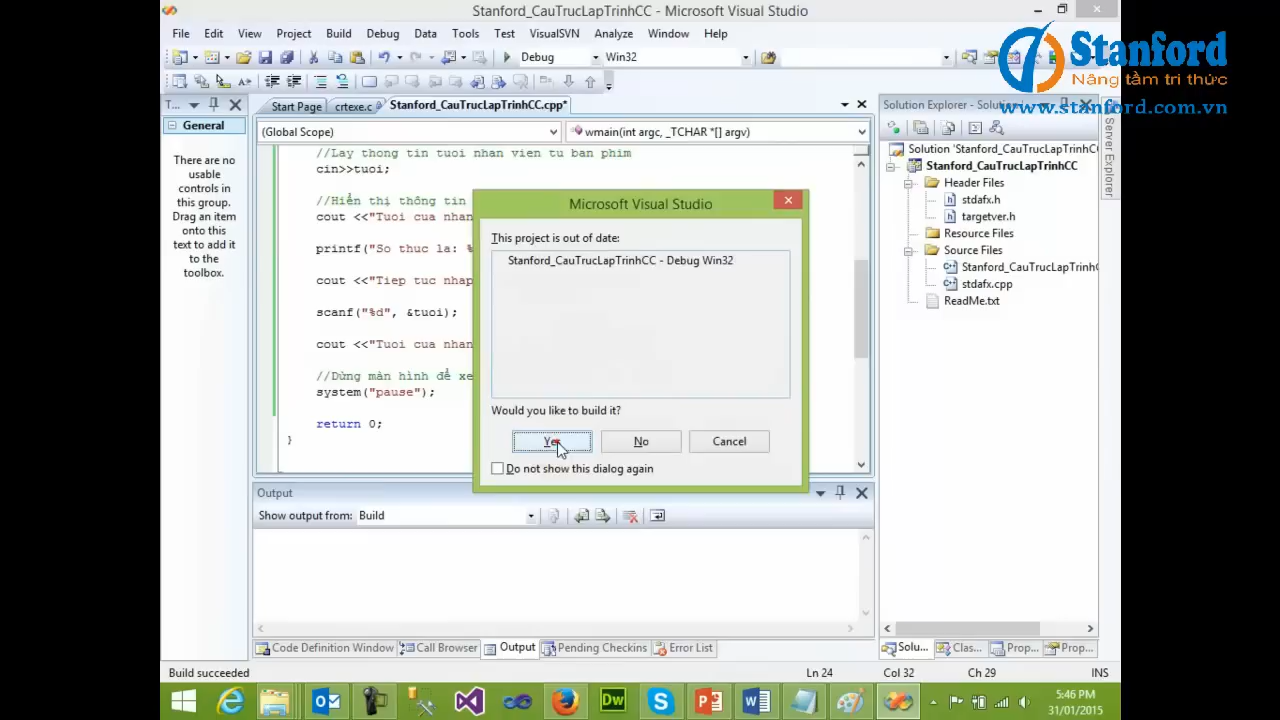 Stanford_CauTrucLapTrinhCC - Microsoft Visual Studio
File Edit View Project Build Debug Data Tools Test VisualSVN Analyze Window Help
Debug Win32
Stanford
Nâng tầm tri thức
www.stanford.com.vn
T...
Start Page crtexe.c Stanford_CauTrucLapTrinhCC.cpp*
Solution Explorer - Solutio
General
(Global Scope) wmain(int argc, _TCHAR *[] argv)
There are no
usable
controls in
this group.
Drag an item
onto this
text to add it
to the
toolbox.
//Lay thong tin tuoi nhan vien tu ban phim
cin>>tuoi;
//Hiển thị thông tin
cout <<"Tuoi cua nhan
printf("So thuc la: %
cout <<"Tiep tuc nhap
scanf("%d", &tuoi);
cout <<"Tuoi cua nhan
//Dừng màn hình để xe
system("pause");
return 0;
}
Microsoft Visual Studio
This project is out of date:
Stanford_CauTrucLapTrinhCC - Debug Win32
Would you like to build it?
Yes No Cancel
Do not show this dialog again
Solution 'Stanford_CauTrucLapTrinhC
Stanford_CauTrucLapTrinhCC
Header Files
stdafx.h
targetver.h
Resource Files
Source Files
Stanford_CauTrucLapTrinh
stdafx.cpp
ReadMe.txt
Server Explorer
Output
Show output from: Build
Code Definition Window Call Browser Output Pending Checkins Error List
Solu... Clas... Prop... Prop...
Build succeeded Ln 24 Col 32 Ch 29 INS
Dw
5:46 PM
31/01/2015